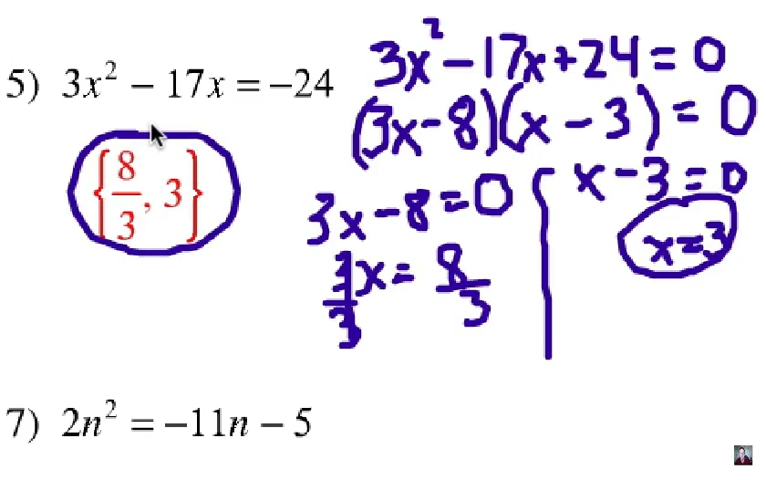 5) 3x² − 17x = −24
{8/3, 3}
3x² − 17x + 24 = 0
(3x − 8)(x − 3) = 0
3x − 8 = 0
3x/3 = 8/3
x − 3 = 0
x = 3
7) 2n² = −11n − 5